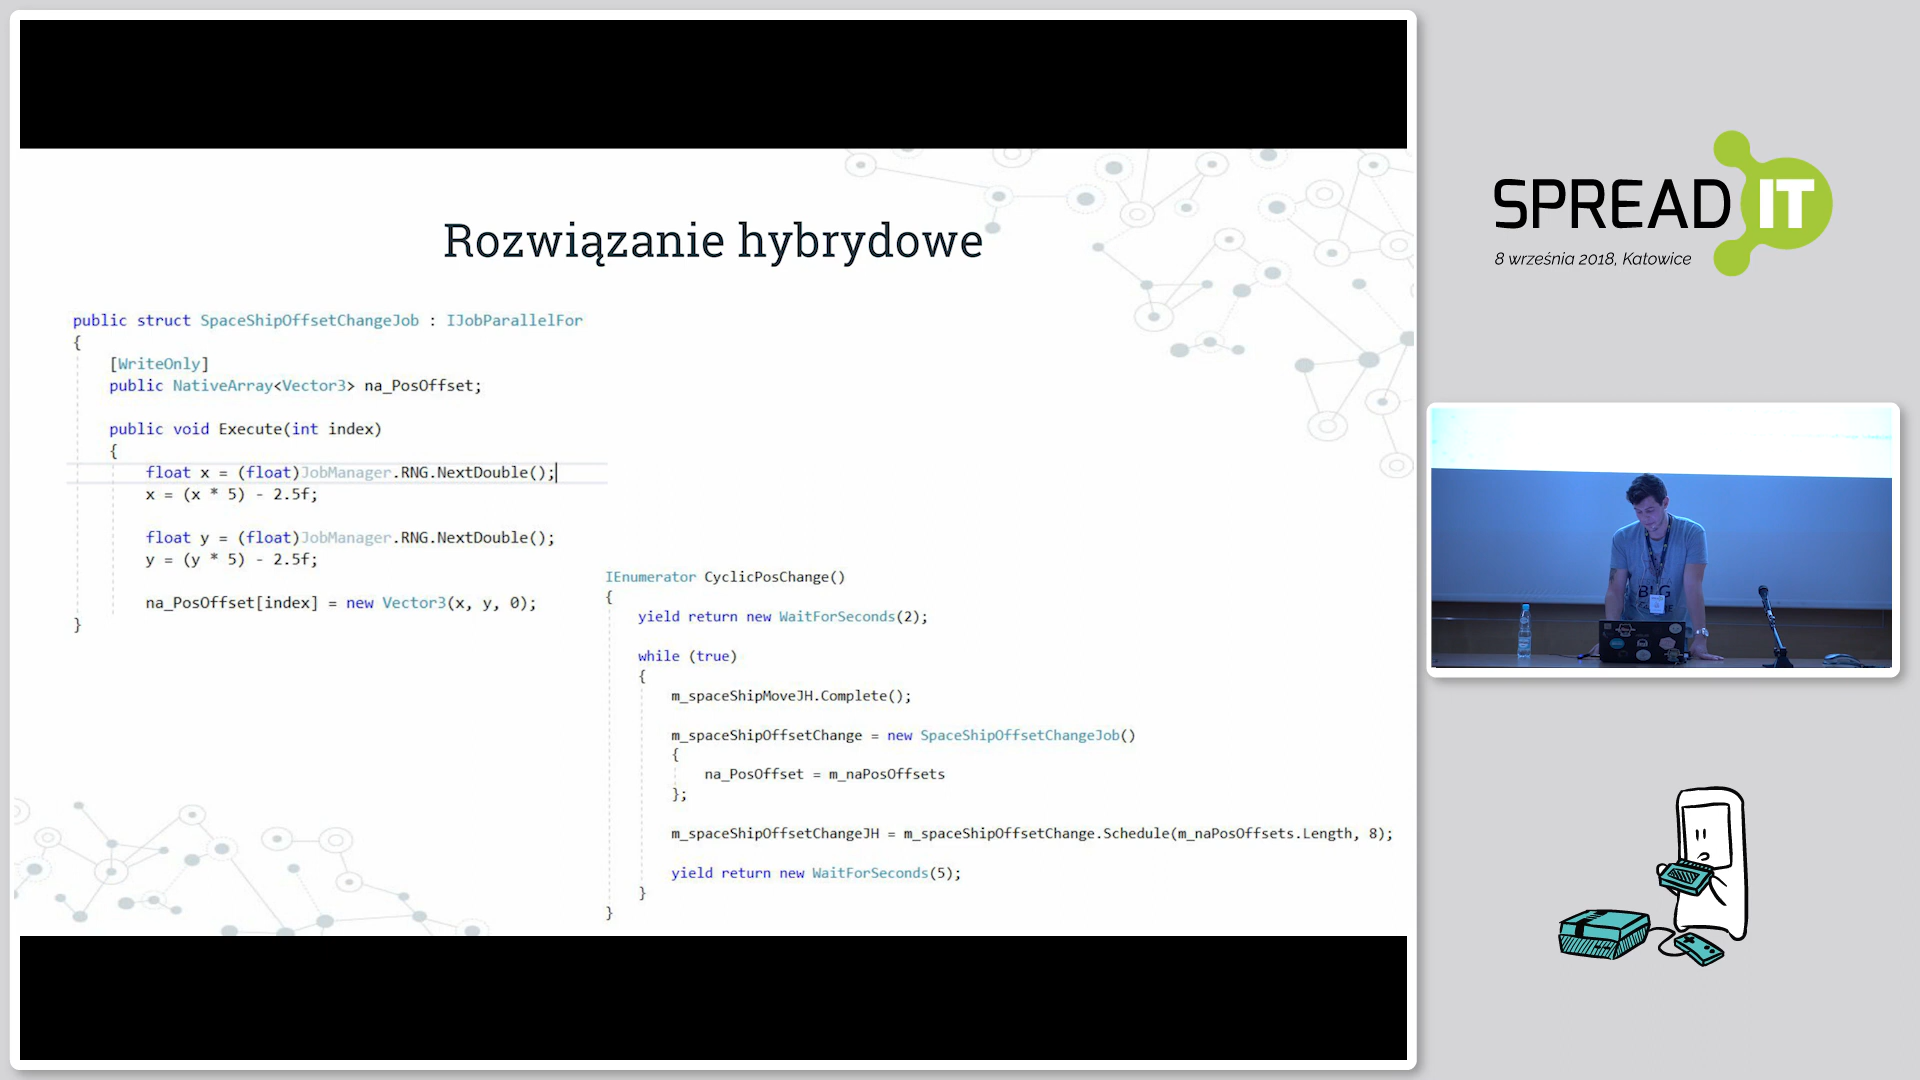 Rozwiązanie hybrydowe
public struct SpaceShipOffsetChangeJob : IJobParallelFor
{
[WriteOnly]
public NativeArray<Vector3> na_PosOffset;
public void Execute(int index)
{
float x = (float)JobManager.RNG.NextDouble();
x = (x * 5) - 2.5f;
float y = (float)JobManager.RNG.NextDouble();
y = (y * 5) - 2.5f;
na_PosOffset[index] = new Vector3(x, y, 0);
}
IEnumerator CyclicPosChange()
{
yield return new WaitForSeconds(2);
while (true)
{
m_spaceShipMoveJH.Complete();
m_spaceShipOffsetChange = new SpaceShipOffsetChangeJob()
{
na_PosOffset = m_naPosOffsets
};
m_spaceShipOffsetChangeJH = m_spaceShipOffsetChange.Schedule(m_naPosOffsets.Length, 8);
yield return new WaitForSeconds(5);
}
}
SPREAD IT
8 września 2018, Katowice